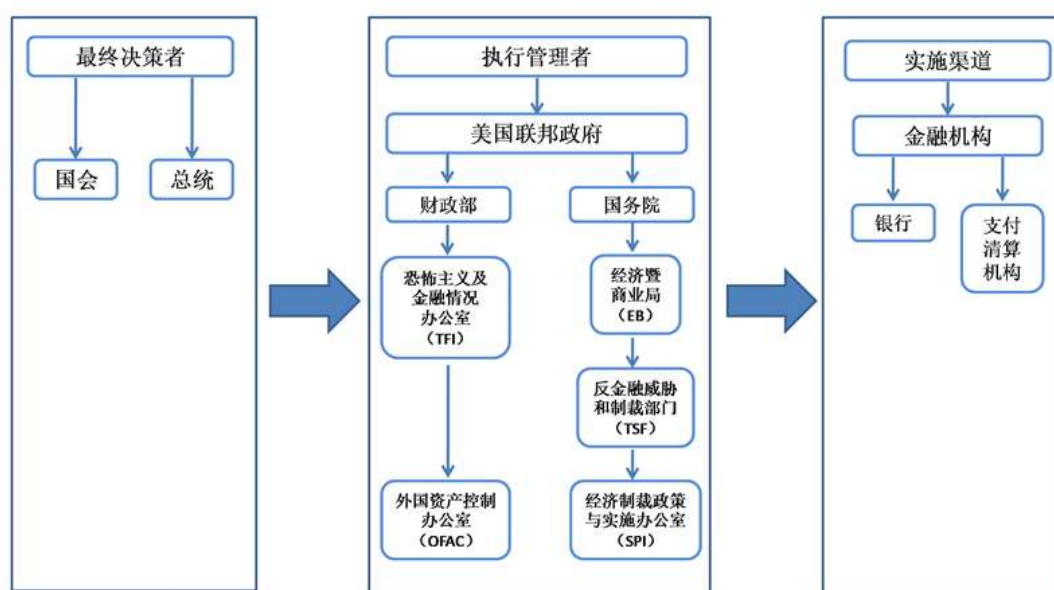 最终决策者
国会
总统
执行管理者
美国联邦政府
财政部
国务院
恐怖主义及
金融情况
办公室
（TFI）
经济暨
商业局
（EB）
反金融威胁
和制裁部门
（TSF）
外国资产控制
办公室
（OFAC）
经济制裁政策
与实施办公室
（SPI）
实施渠道
金融机构
银行
支付
清算
机构